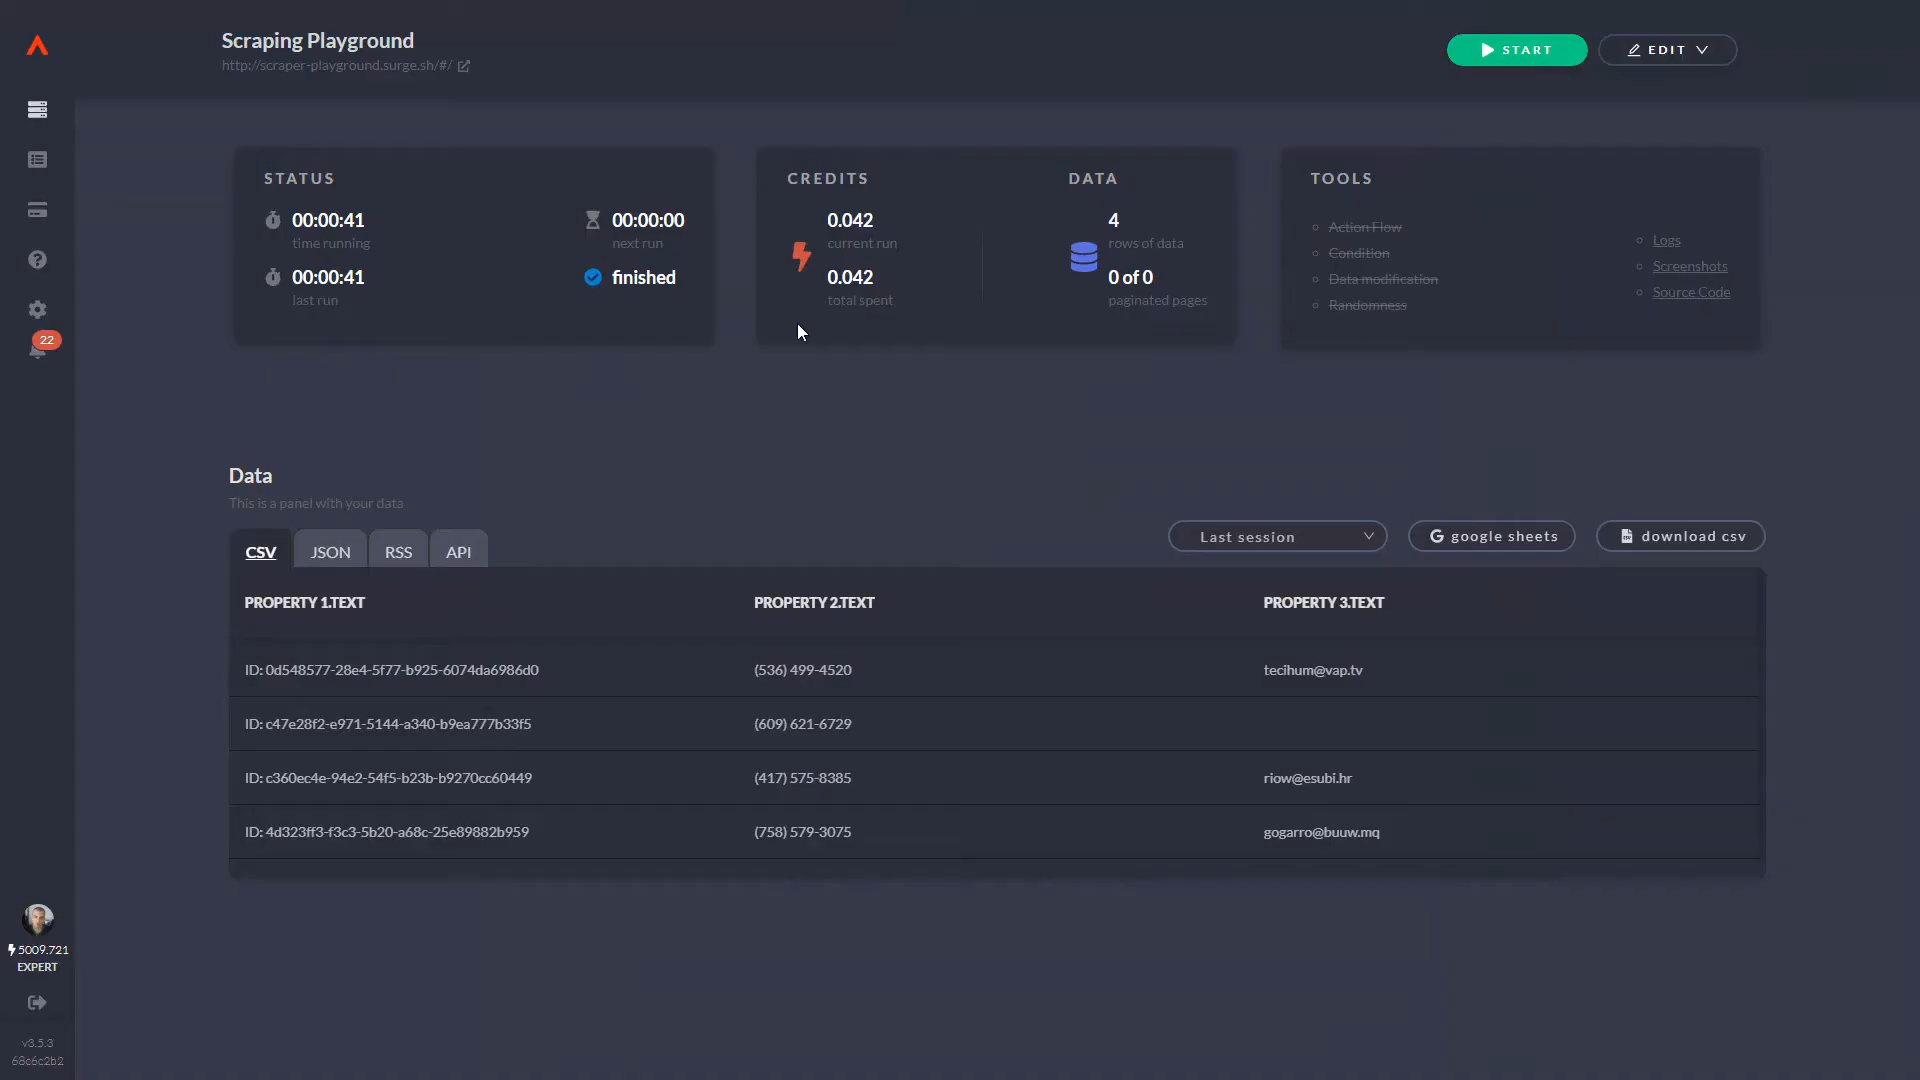 Scraping Playground
http://scraper-playground.surge.sh/#/
START
EDIT
STATUS
00:00:41
time running
00:00:00
next run
00:00:41
last run
finished
CREDITS
0.042
current run
0.042
total spent
DATA
4
rows of data
0 of 0
paginated pages
TOOLS
Action Flow
Condition
Data modification
Randomness
Logs
Screenshots
Source Code
22
Data
This is a panel with your data
CSV JSON RSS API
Last session
google sheets
download csv
PROPERTY 1.TEXT PROPERTY 2.TEXT PROPERTY 3.TEXT
ID: 0d548577-28e4-5f77-b925-6074da6986d0 (536) 499-4520 tecihum@vap.tv
ID: c47e28f2-e971-5144-a340-b9ea777b33f5 (609) 621-6729
ID: c360ec4e-94e2-54f5-b23b-b9270cc60449 (417) 575-8385 riow@esubi.hr
ID: 4d323ff3-f3c3-5b20-a68c-25e89882b959 (758) 579-3075 gogarro@buuw.mq
5009.721
EXPERT
v3.5.3
68c6c2b2